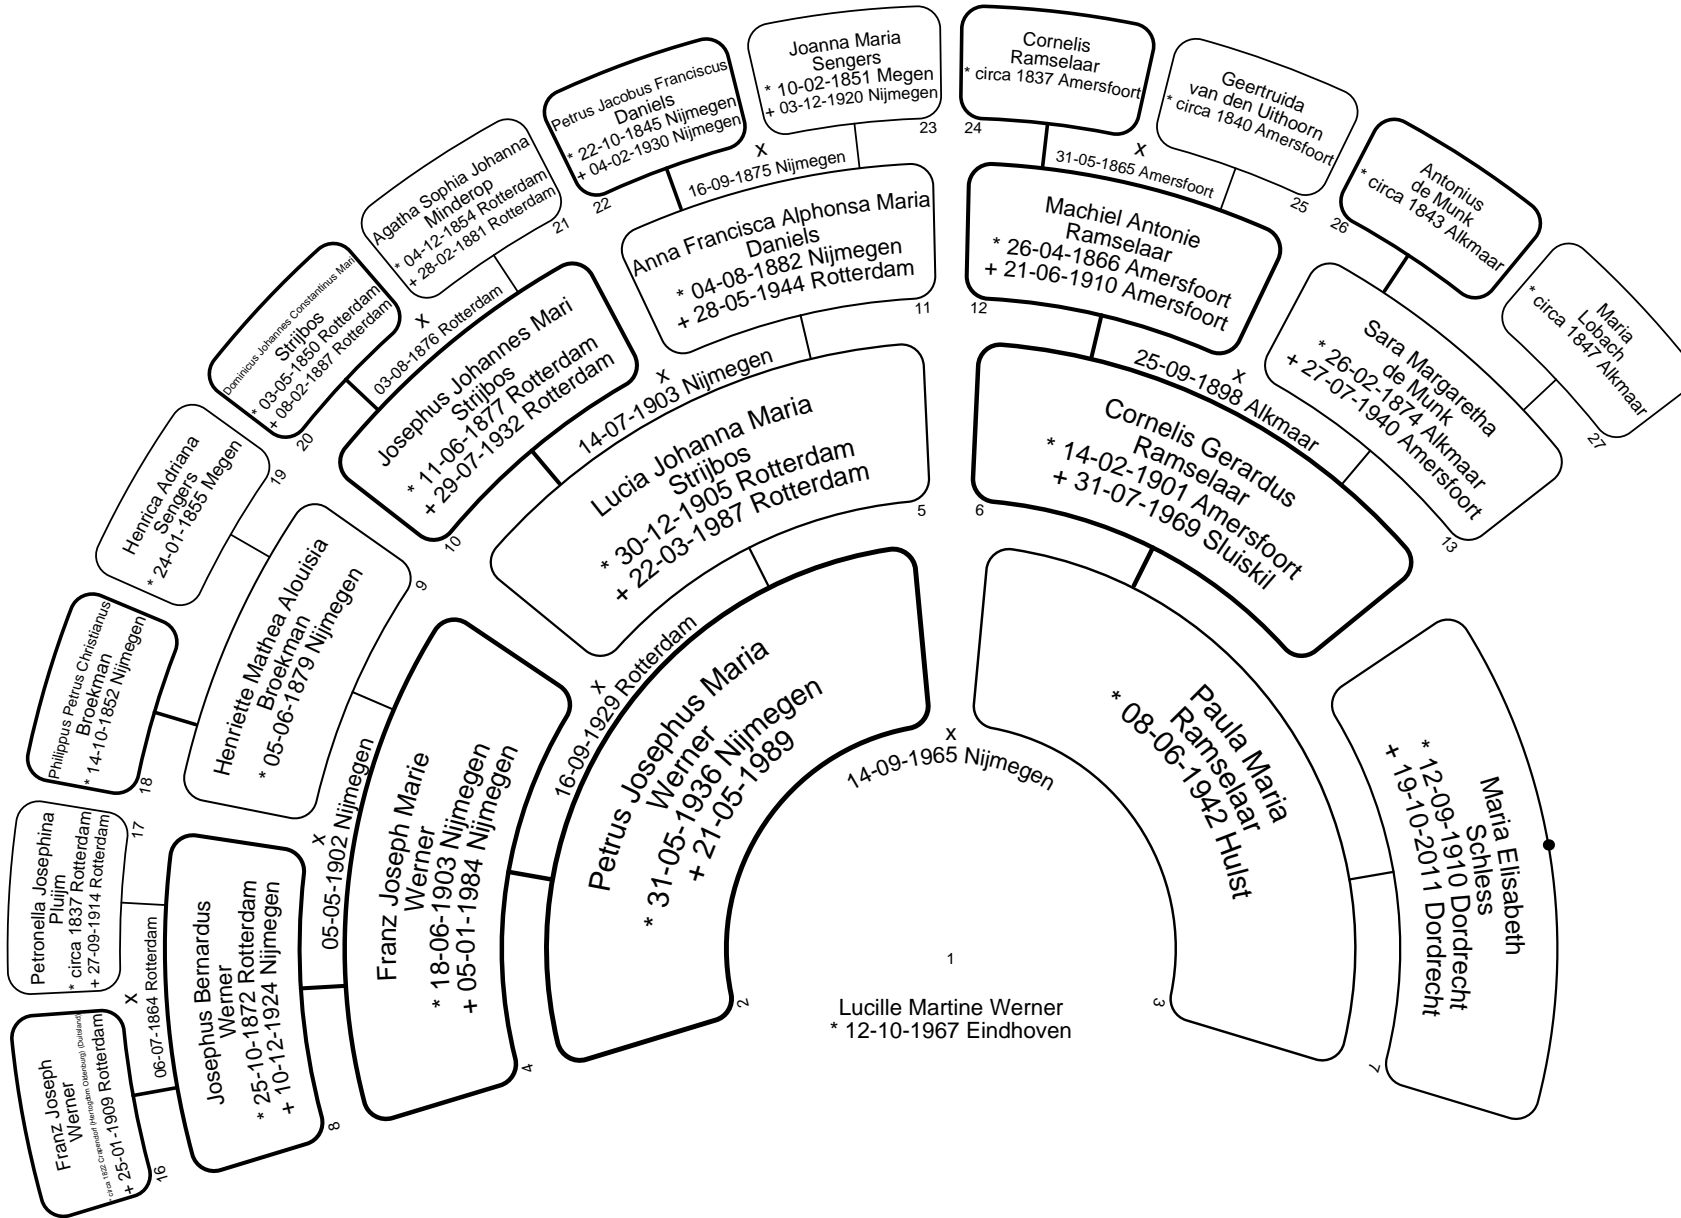 1
Lucille Martine Werner
* 12-10-1967 Eindhoven
Petrus Josephus Maria
Werner
* 31-05-1936 Nijmegen
+ 21-05-1989
2
x
14-09-1965 Nijmegen
Paula Maria
Ramselaar
* 08-06-1942 Hulst
3
Franz Joseph Marie
Werner
* 18-06-1903 Nijmegen
+ 05-01-1984 Nijmegen
4
x
16-09-1929 Rotterdam
Lucia Johanna Maria
Strijbos
* 30-12-1905 Rotterdam
+ 22-03-1987 Rotterdam
5
Cornelis Gerardus
Ramselaar
* 14-02-1901 Amersfoort
+ 31-07-1969 Sluiskil
6
Maria Elisabeth
Schless
* 12-09-1910 Dordrecht
+ 19-10-2011 Dordrecht
7
Josephus Bernardus
Werner
* 25-10-1872 Rotterdam
+ 10-12-1924 Nijmegen
8
x
05-05-1902 Nijmegen
Henriette Mathea Alouisia
Broekman
* 05-06-1879 Nijmegen
9
Josephus Johannes Mari
Strijbos
* 11-06-1877 Rotterdam
+ 29-07-1932 Rotterdam
10
x
14-07-1903 Nijmegen
Anna Francisca Alphonsa Maria
Daniels
* 04-08-1882 Nijmegen
+ 28-05-1944 Rotterdam
11
Machiel Antonie
Ramselaar
* 26-04-1866 Amersfoort
+ 21-06-1910 Amersfoort
12
x
25-09-1898 Alkmaar
Sara Margaretha
de Munk
* 26-02-1874 Alkmaar
+ 27-07-1940 Amersfoort
13
Franz Joseph
Werner
* circa 1822 Crapendorf (Hertogdom Oldenburg) (Duitsland)
+ 25-01-1909 Rotterdam
16
x
06-07-1864 Rotterdam
Petronella Josephina
Pluijm
* circa 1837 Rotterdam
+ 27-09-1914 Rotterdam
17
Philippus Petrus Christianus
Broekman
* 14-10-1852 Nijmegen
18
Henrica Adriana
Sengers
* 24-01-1855 Megen
19
Dominicus Johannes Constantinus Mari
Strijbos
* 03-05-1850 Rotterdam
+ 08-02-1887 Rotterdam
20
x
03-08-1876 Rotterdam
Agatha Sophia Johanna
Minderop
* 04-12-1854 Rotterdam
+ 28-02-1881 Rotterdam
21
Petrus Jacobus Franciscus
Daniels
* 22-10-1845 Nijmegen
+ 04-02-1930 Nijmegen
22
x
16-09-1875 Nijmegen
Joanna Maria
Sengers
* 10-02-1851 Megen
+ 03-12-1920 Nijmegen
23
Cornelis
Ramselaar
* circa 1837 Amersfoort
24
x
31-05-1865 Amersfoort
Geertruida
van den Uithoorn
* circa 1840 Amersfoort
25
Antonius
de Munk
* circa 1843 Alkmaar
26
Maria
Lobach
* circa 1847 Alkmaar
27